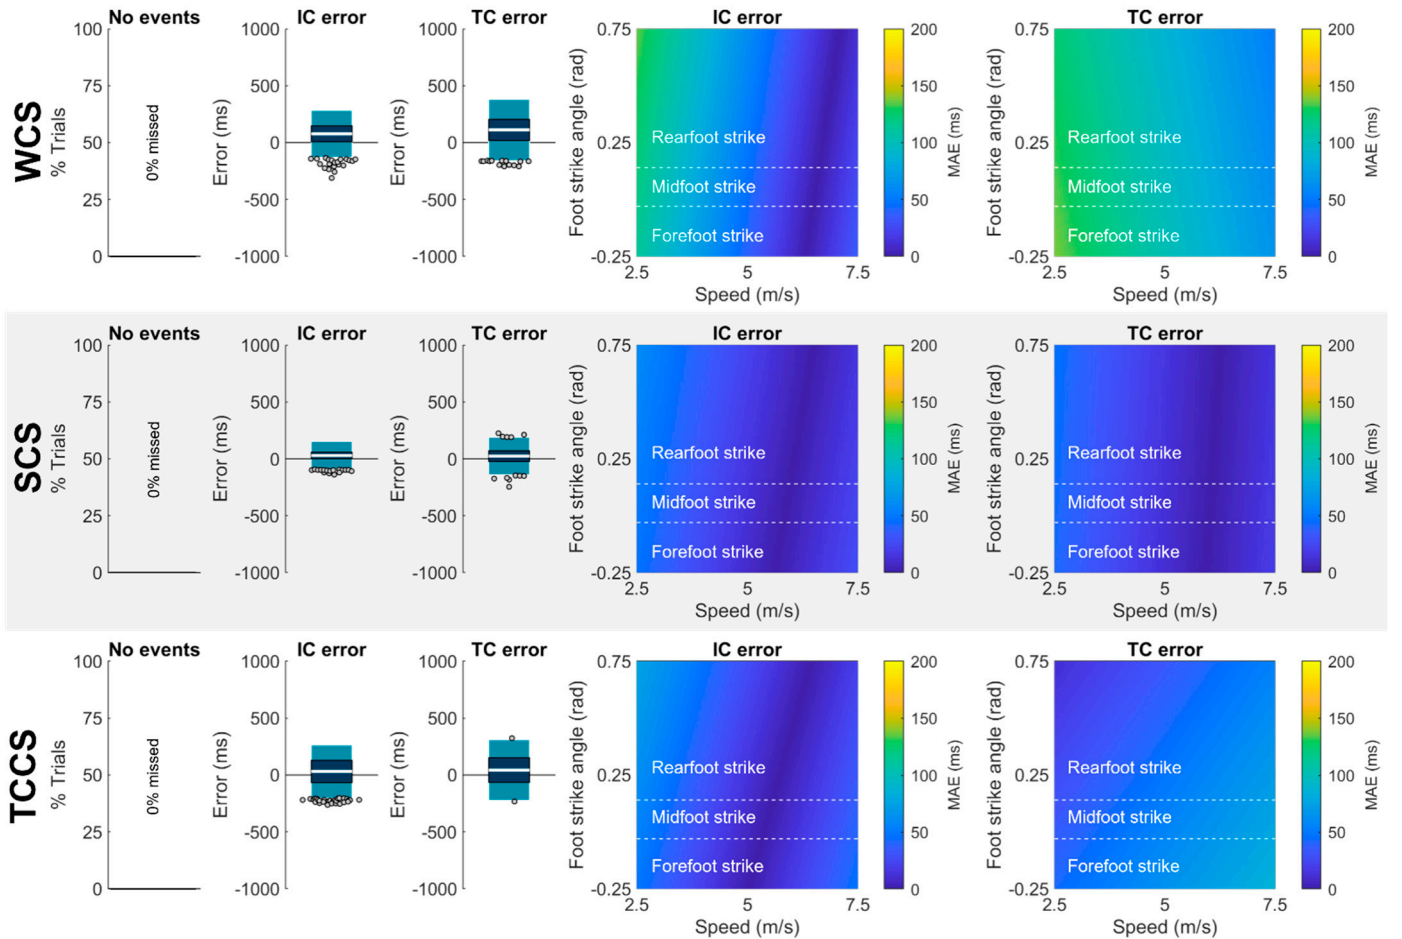 WCS
No events
% Trials
100
75
50
25
0
0% missed
IC error
Error (ms)
1000
500
0
-500
-1000
TC error
Error (ms)
1000
500
0
-500
-1000
IC error
Foot strike angle (rad)
0.75
0.25
-0.25
Rearfoot strike
Midfoot strike
Forefoot strike
2.5 5 7.5
Speed (m/s)
200
150
100
50
0
MAE (ms)
TC error
Foot strike angle (rad)
0.75
0.25
-0.25
Rearfoot strike
Midfoot strike
Forefoot strike
2.5 5 7.5
Speed (m/s)
200
150
100
50
0
MAE (ms)
SCS
No events
% Trials
100
75
50
25
0
0% missed
IC error
Error (ms)
1000
500
0
-500
-1000
TC error
Error (ms)
1000
500
0
-500
-1000
IC error
Foot strike angle (rad)
0.75
0.25
-0.25
Rearfoot strike
Midfoot strike
Forefoot strike
2.5 5 7.5
Speed (m/s)
200
150
100
50
0
MAE (ms)
TC error
Foot strike angle (rad)
0.75
0.25
-0.25
Rearfoot strike
Midfoot strike
Forefoot strike
2.5 5 7.5
Speed (m/s)
200
150
100
50
0
MAE (ms)
TCCS
No events
% Trials
100
75
50
25
0
0% missed
IC error
Error (ms)
1000
500
0
-500
-1000
TC error
Error (ms)
1000
500
0
-500
-1000
IC error
Foot strike angle (rad)
0.75
0.25
-0.25
Rearfoot strike
Midfoot strike
Forefoot strike
2.5 5 7.5
Speed (m/s)
200
150
100
50
0
MAE (ms)
TC error
Foot strike angle (rad)
0.75
0.25
-0.25
Rearfoot strike
Midfoot strike
Forefoot strike
2.5 5 7.5
Speed (m/s)
200
150
100
50
0
MAE (ms)